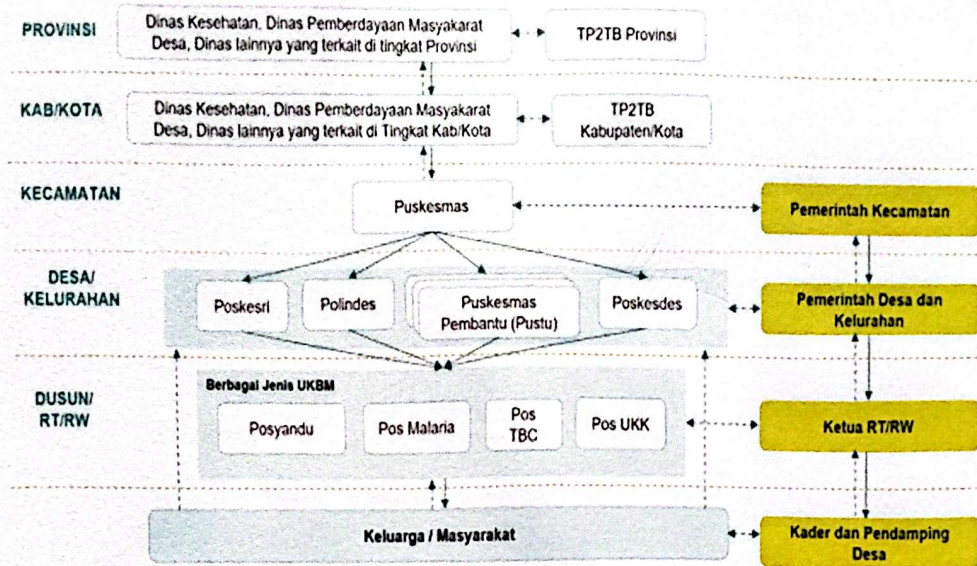 PROVINSI
Dinas Kesehatan, Dinas Pemberdayaan Masyakarat
Desa, Dinas lainnya yang terkait di tingkat Provinsi
TP2TB Provinsi
KAB/KOTA
Dinas Kesehatan, Dinas Pemberdayaan Masyakarat
Desa, Dinas lainnya yang terkait di Tingkat Kab/Kota
TP2TB
Kabupaten/Kota
KECAMATAN
Puskesmas
Pemerintah Kecamatan
DESA/
KELURAHAN
Poskesri
Polindes
Puskesmas
Pembantu (Pustu)
Poskesdes
Pemerintah Desa dan
Kelurahan
DUSUN/
RT/RW
Berbagai Jenis UKBM
Posyandu
Pos Malaria
Pos
TBC
Pos UKK
Ketua RT/RW
Keluarga / Masyarakat
Kader dan Pendamping
Desa